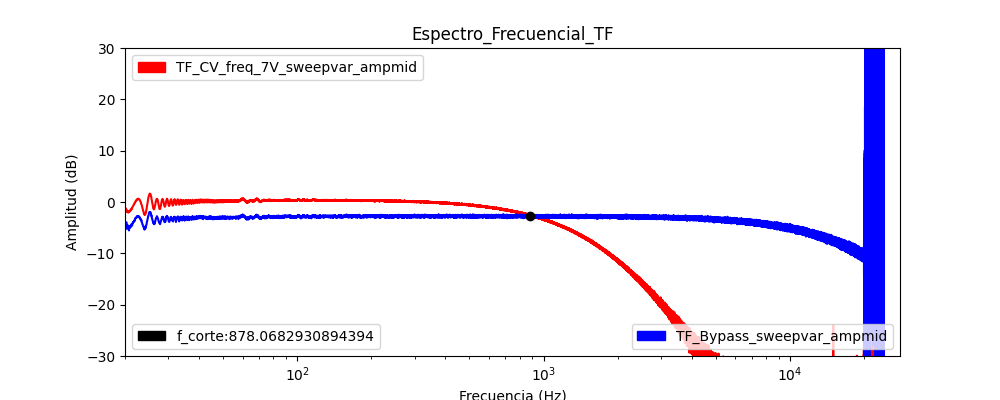 Espectro_Frecuencial_TF
Amplitud (dB)
30
20
10
0
−10
−20
−30
TF_CV_freq_7V_sweepvar_ampmid
f_corte:878.0682930894394
TF_Bypass_sweepvar_ampmid
10²
10³
10⁴
Frecuencia (Hz)